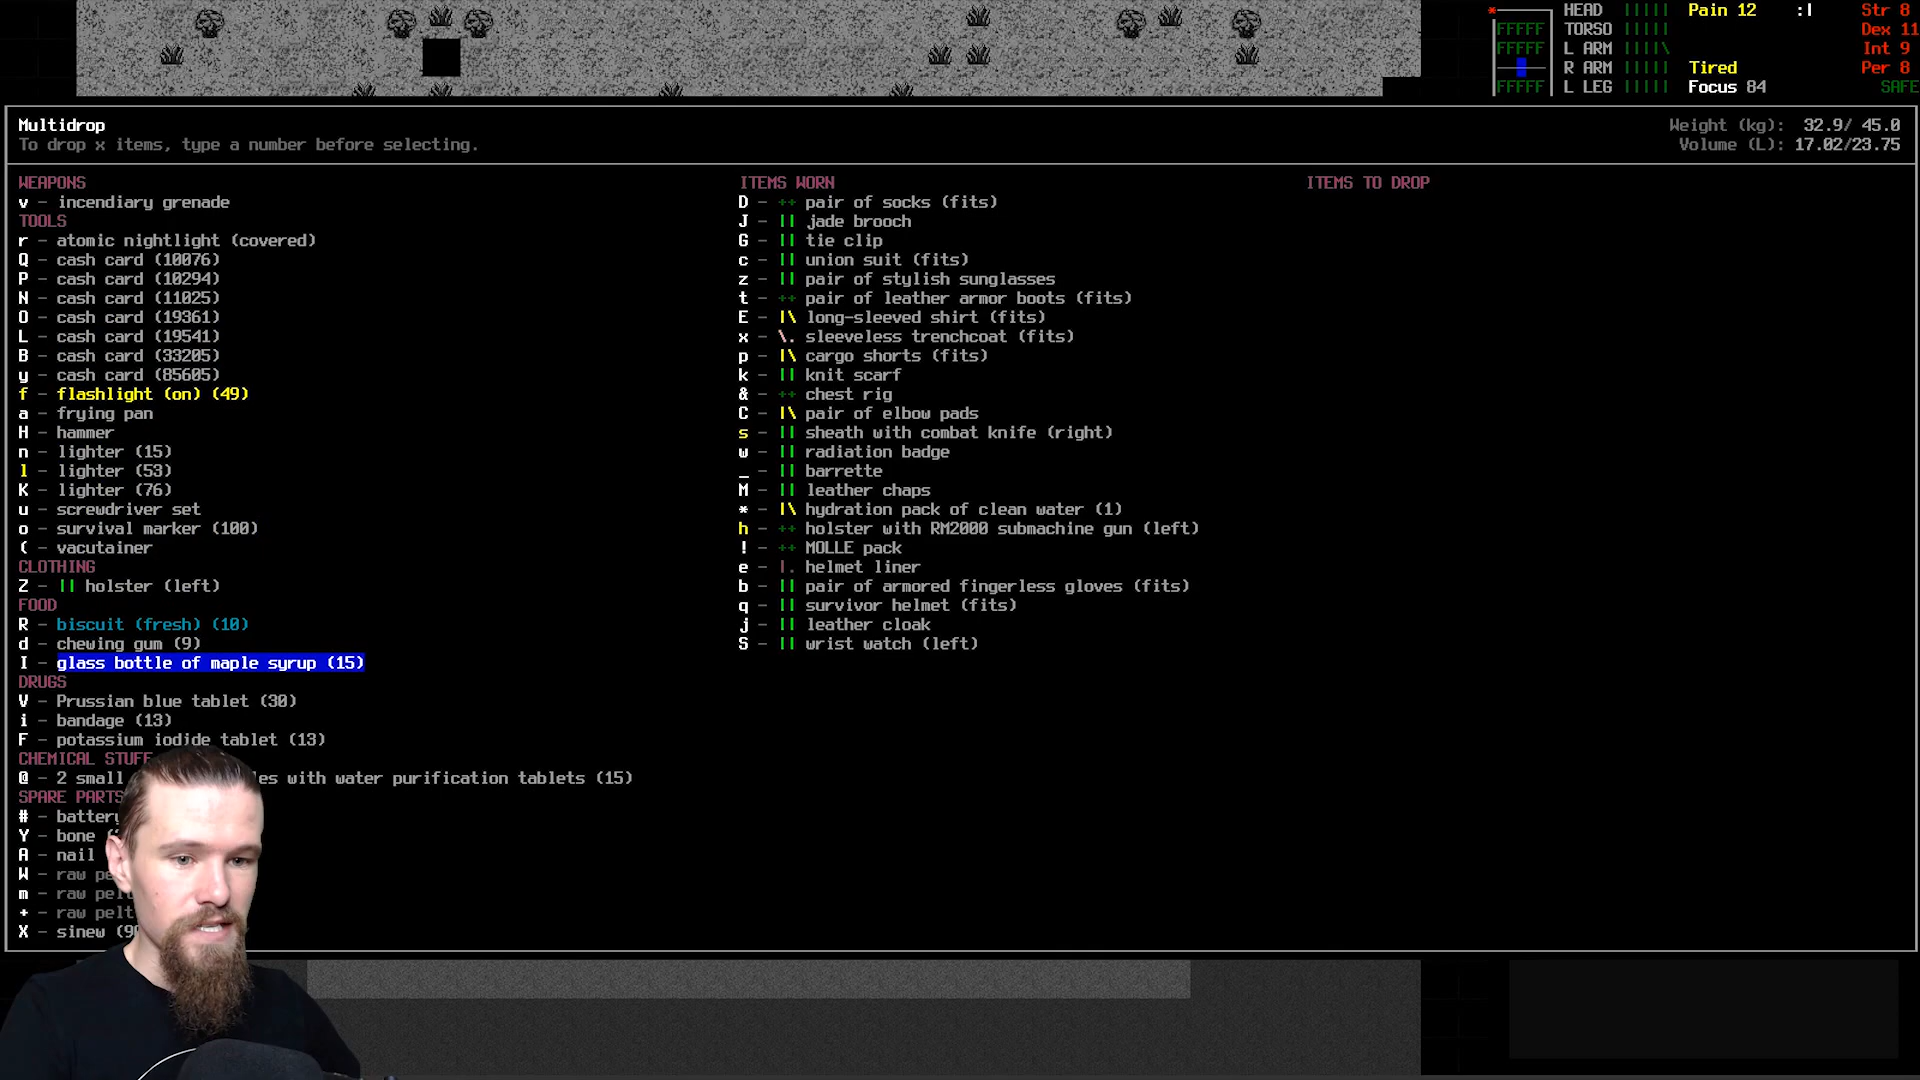 HEAD ||||| Pain 12 :| Str 8
FFFFF TORSO ||||| Dex 11
FFFFF L ARM ||||\ Int 9
R ARM ||||| Tired Per 8
FFFFF L LEG ||||| Focus 84 SAFE
Multidrop
To drop x items, type a number before selecting.
Weight (kg): 32.9/ 45.0
Volume (L): 17.02/23.75
WEAPONS
v - incendiary grenade
TOOLS
r - atomic nightlight (covered)
Q - cash card (10076)
P - cash card (10294)
N - cash card (11025)
O - cash card (19361)
L - cash card (19541)
B - cash card (33205)
y - cash card (85605)
f - flashlight (on) (49)
a - frying pan
H - hammer
n - lighter (15)
l - lighter (53)
K - lighter (76)
u - screwdriver set
o - survival marker (100)
( - vacutainer
CLOTHING
Z - || holster (left)
FOOD
R - biscuit (fresh) (10)
d - chewing gum (9)
I - glass bottle of maple syrup (15)
DRUGS
V - Prussian blue tablet (30)
i - bandage (13)
F - potassium iodide tablet (13)
CHEMICAL STUFF
@ - 2 small les with water purification tablets (15)
SPARE PARTS
# - battery
Y - bone
A - nail
W - raw pe
m - raw pelt
+ - raw pelt
X - sinew (90
ITEMS WORN
D - ++ pair of socks (fits)
J - || jade brooch
G - || tie clip
c - || union suit (fits)
z - || pair of stylish sunglasses
t - ++ pair of leather armor boots (fits)
E - |\ long-sleeved shirt (fits)
x - \. sleeveless trenchcoat (fits)
p - |\ cargo shorts (fits)
k - || knit scarf
& - ++ chest rig
C - |\ pair of elbow pads
s - || sheath with combat knife (right)
w - || radiation badge
_ - || barrette
M - || leather chaps
* - |\ hydration pack of clean water (1)
h - ++ holster with RM2000 submachine gun (left)
! - ++ MOLLE pack
e - |. helmet liner
b - || pair of armored fingerless gloves (fits)
q - || survivor helmet (fits)
j - || leather cloak
S - || wrist watch (left)
ITEMS TO DROP